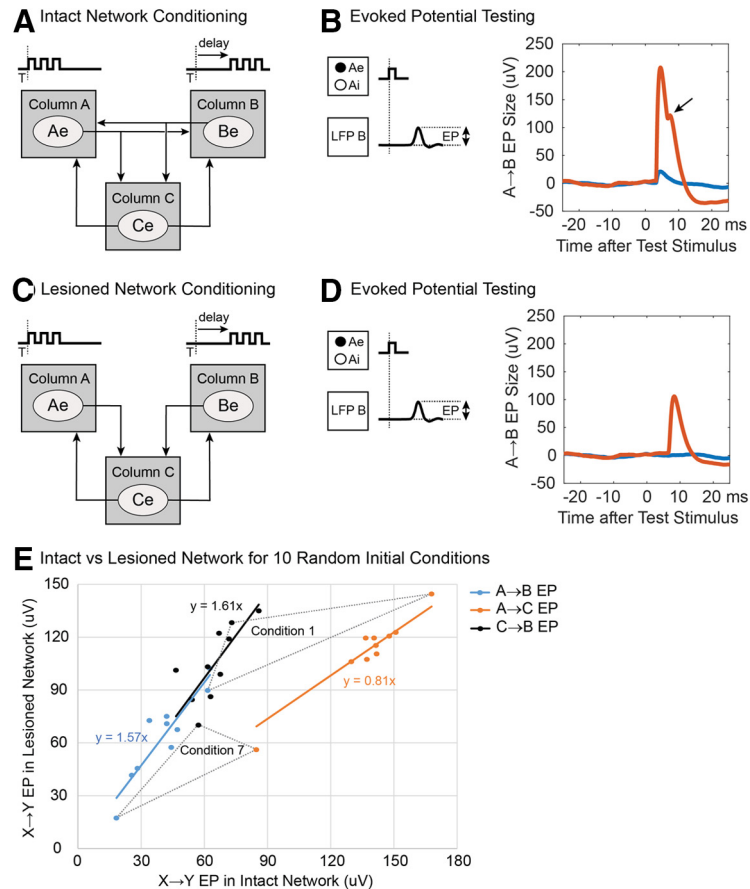 A Intact Network Conditioning
delay
T
T
Column A
Column B
Ae
Be
Column C
Ce
B Evoked Potential Testing
Ae
Ai
LFP B
EP
A→B EP Size (uV)
250
200
150
100
50
0
-50
-20 -10 0 10 20 ms
Time after Test Stimulus
C Lesioned Network Conditioning
delay
T
T
Column A
Column B
Ae
Be
Column C
Ce
D Evoked Potential Testing
Ae
Ai
LFP B
EP
A→B EP Size (uV)
250
200
150
100
50
0
-50
-20 -10 0 10 20 ms
Time after Test Stimulus
E Intact vs Lesioned Network for 10 Random Initial Conditions
X→Y EP in Lesioned Network (uV)
150
120
90
60
30
0
y = 1.61x
Condition 1
y = 0.81x
y = 1.57x
Condition 7
A→B EP
A→C EP
C→B EP
0 30 60 90 120 150 180
X→Y EP in Intact Network (uV)